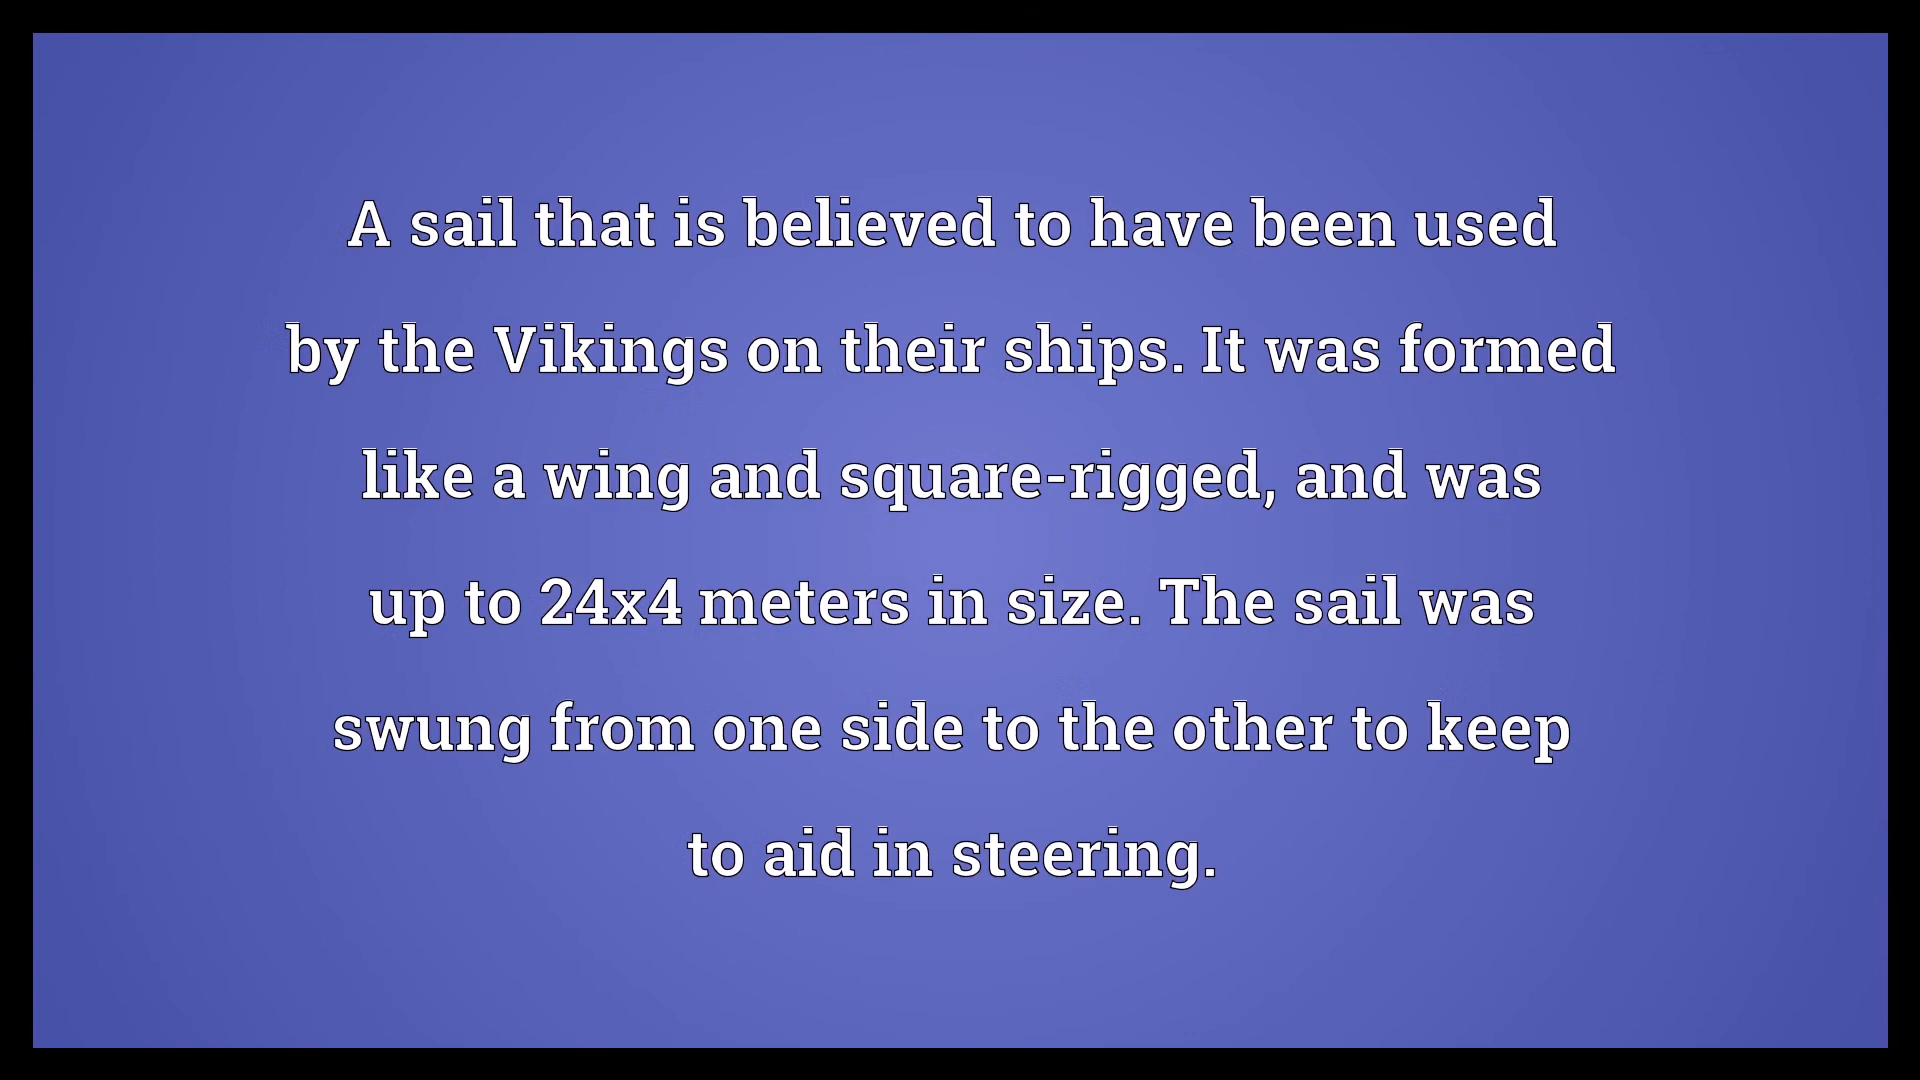 A sail that is believed to have been used
by the Vikings on their ships. It was formed
like a wing and square-rigged, and was
up to 24x4 meters in size. The sail was
swung from one side to the other to keep
to aid in steering.